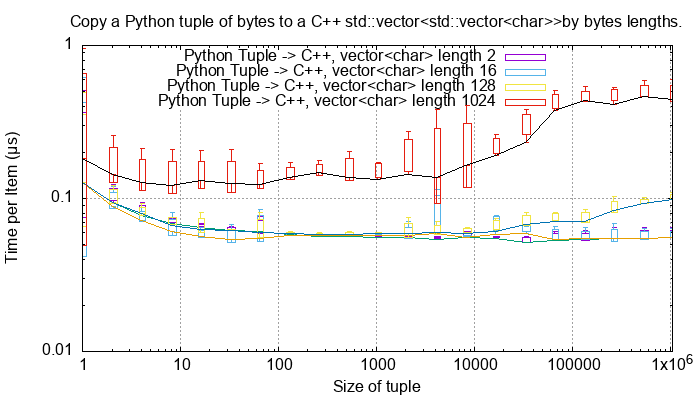 Copy a Python tuple of bytes to a C++ std::vector<std::vector<char>>by bytes lengths.
1
Python Tuple -> C++, vector<char> length 2
Python Tuple -> C++, vector<char> length 16
Python Tuple -> C++, vector<char> length 128
Python Tuple -> C++, vector<char> length 1024
Time per Item (µs)
0.1
0.01
1 10 100 1000 10000 100000 1x10⁶
Size of tuple